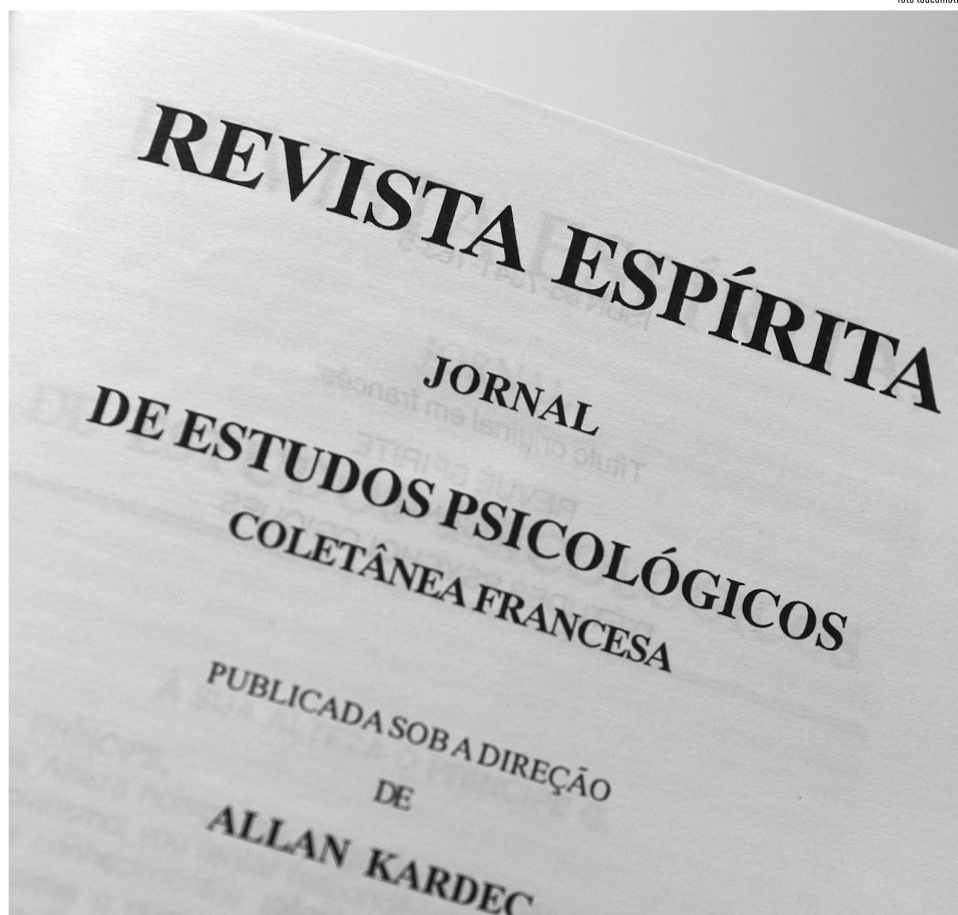 REVISTA ESPÍRITA
JORNAL
DE ESTUDOS PSICOLÓGICOS
COLETÂNEA FRANCESA
PUBLICADA SOB A DIREÇÃO
DE
ALLAN KARDEC